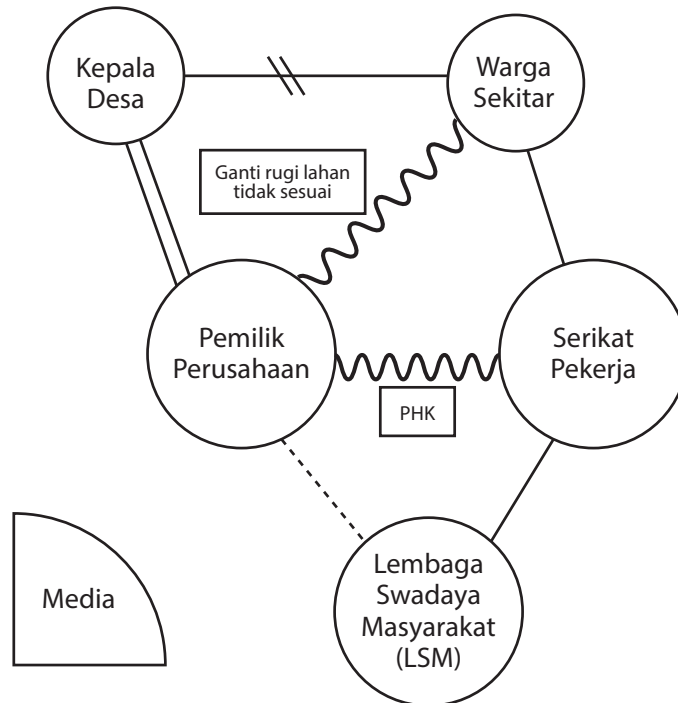 Kepala
Desa
Warga
Sekitar
Ganti rugi lahan
tidak sesuai
Pemilik
Perusahaan
Serikat
Pekerja
PHK
Media
Lembaga
Swadaya
Masyarakat
(LSM)